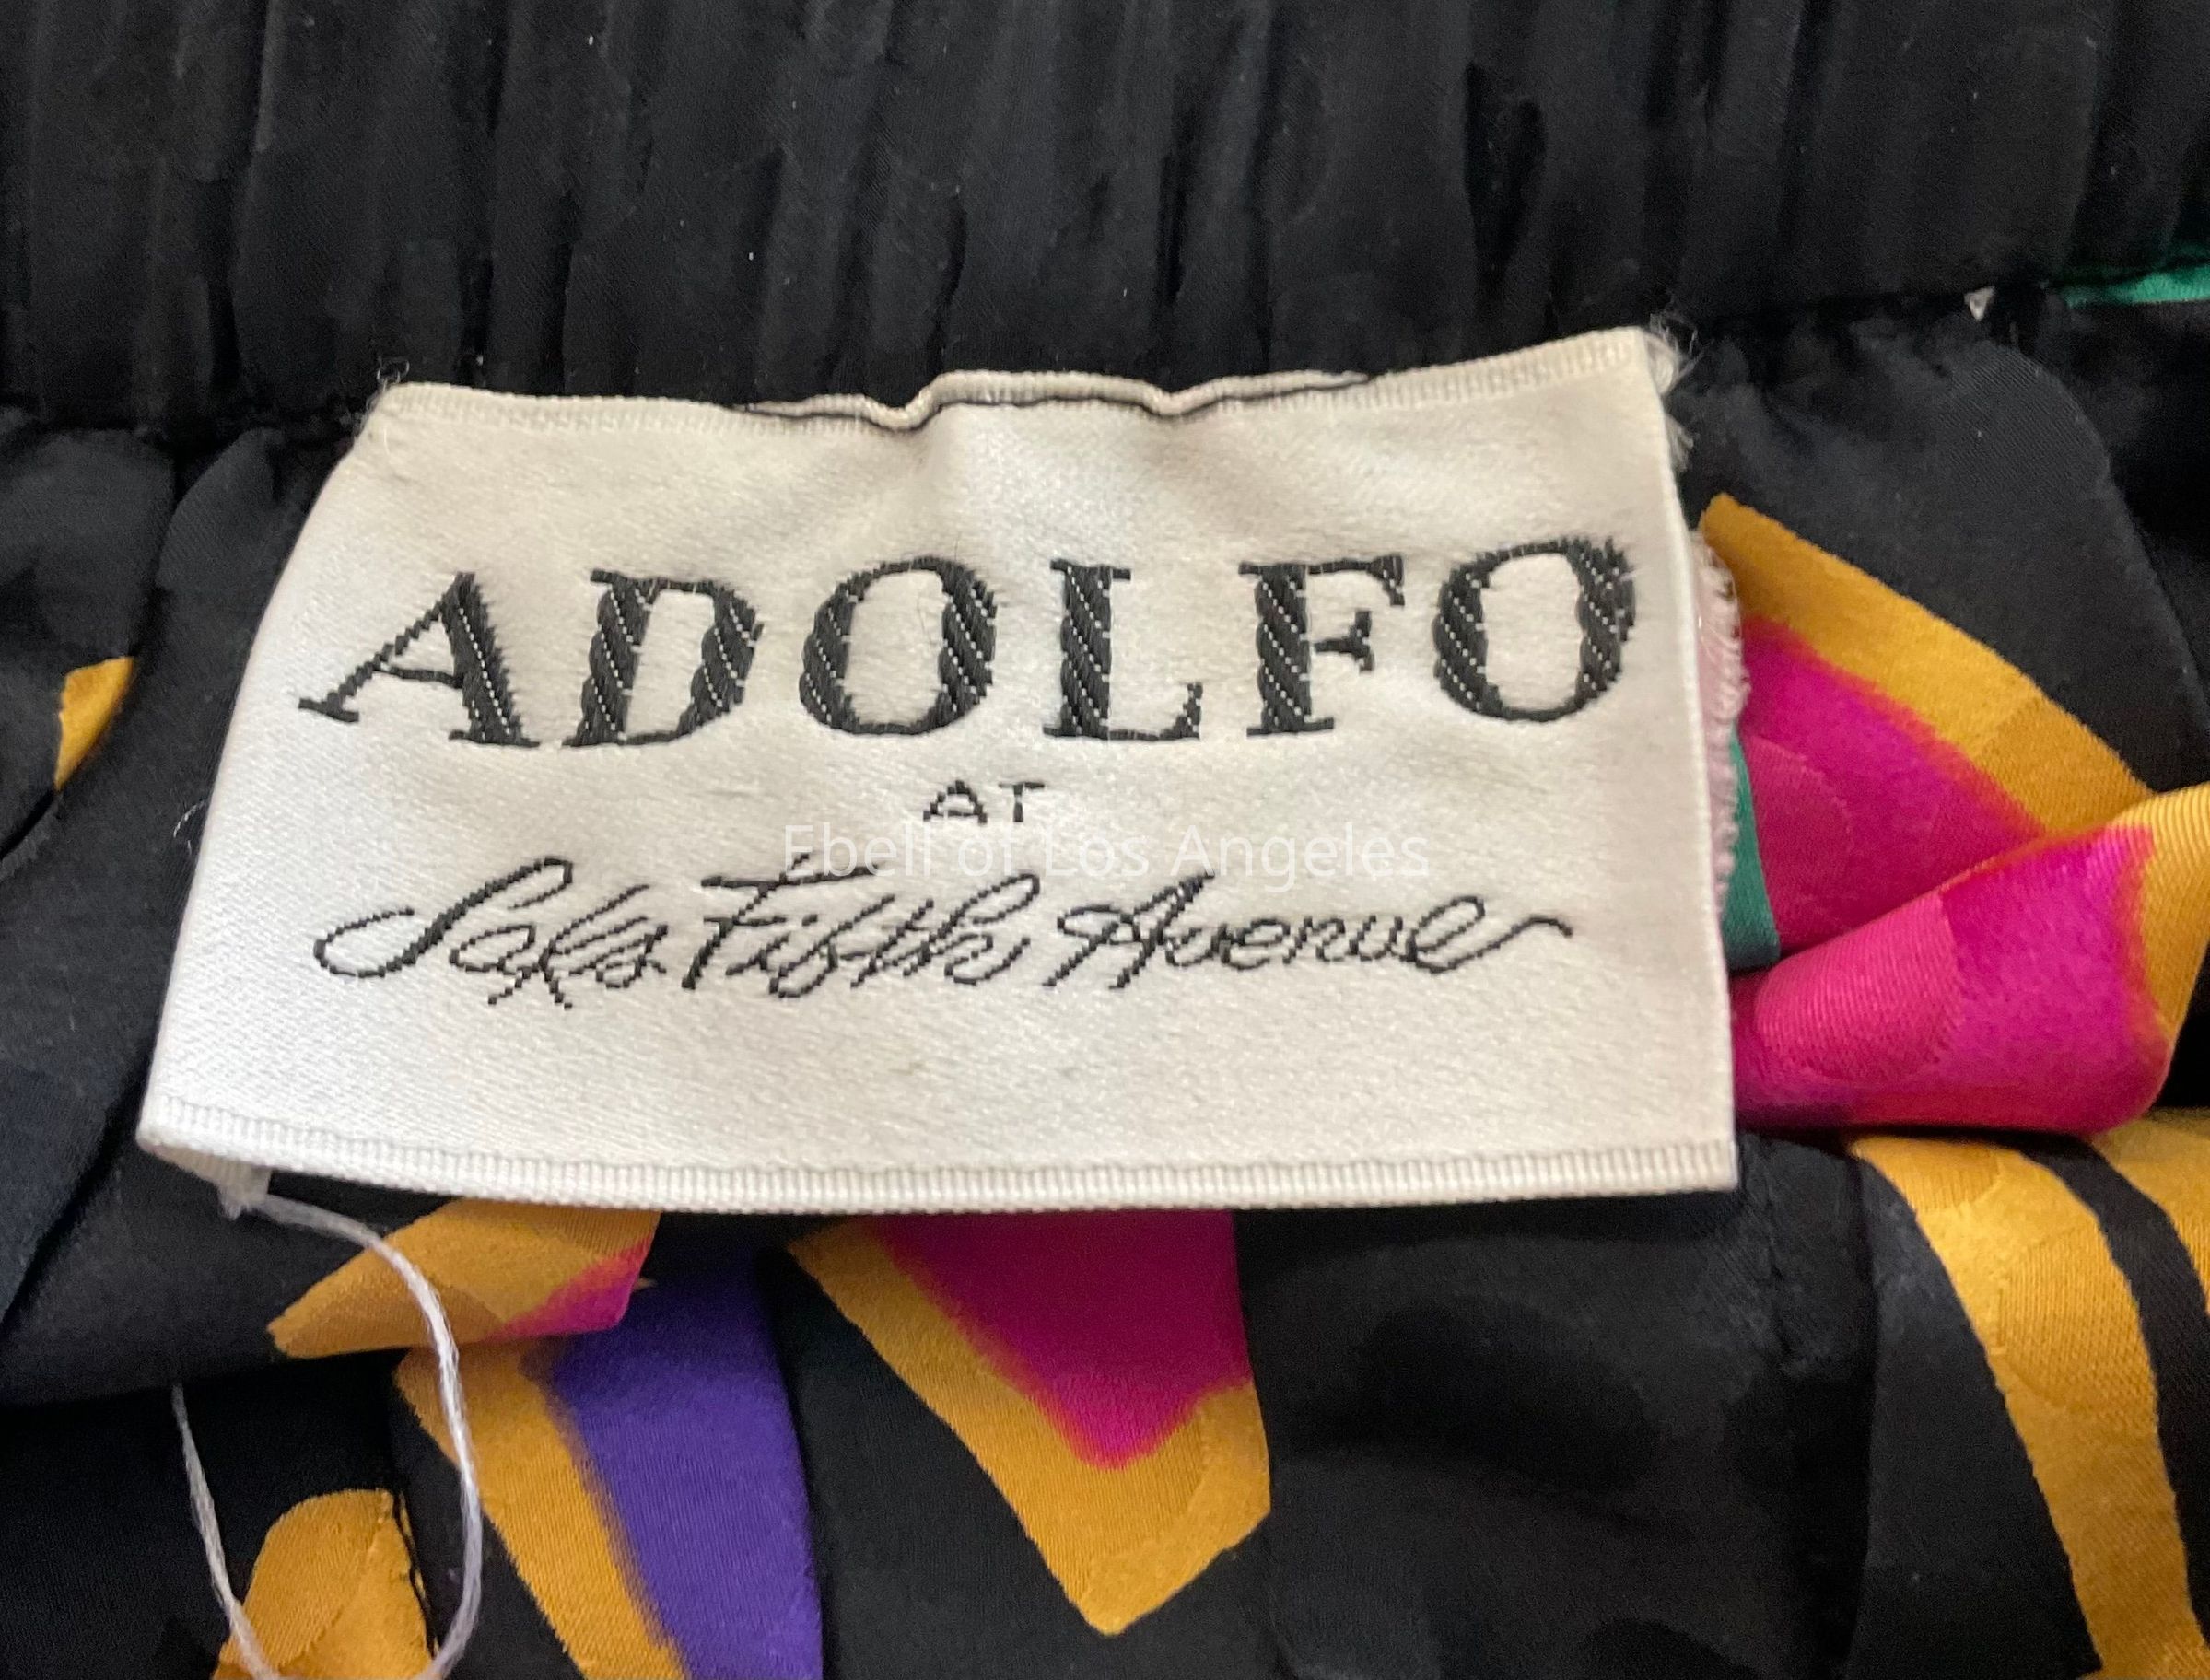 ADOLFO
AT
Ebell of Los Angeles
Saks Fifth Avenue